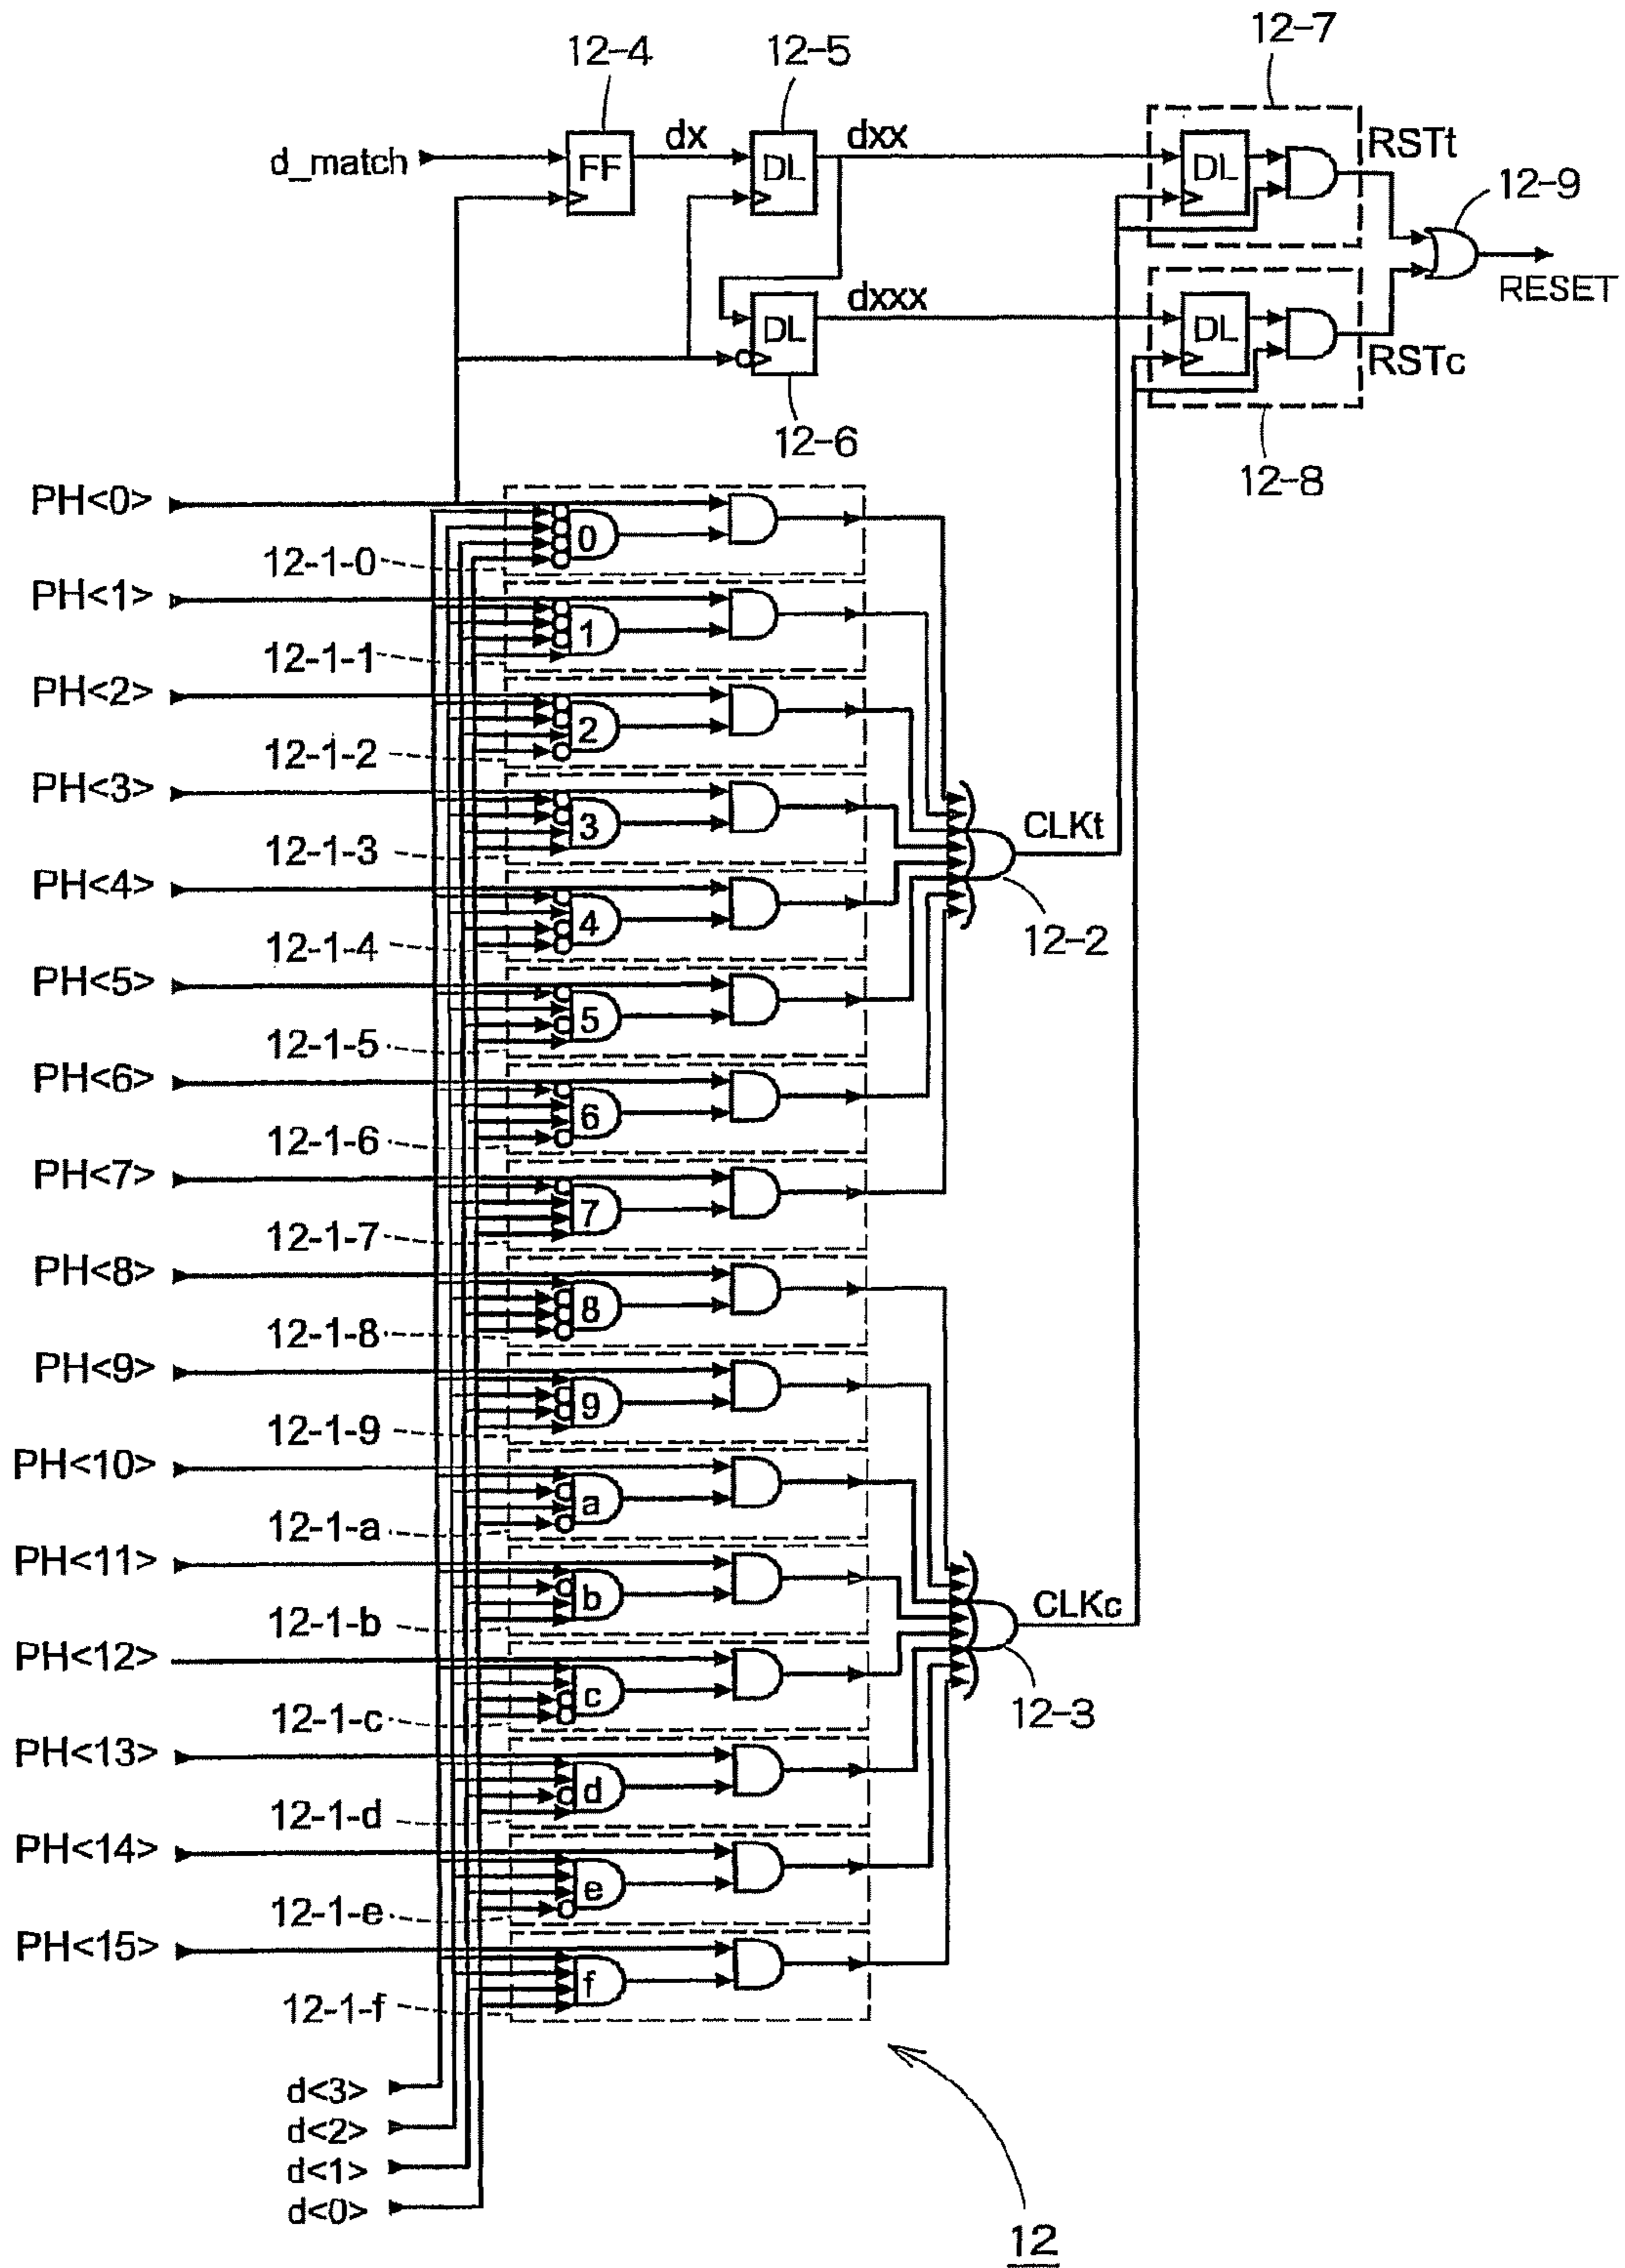 12-4
12-5
12-7
d_match
FF
dx
DL
dxx
DL
RSTt
12-9
RESET
DL
dxxx
DL
RSTc
12-6
12-8
PH<0>
0
12-1-0
PH<1>
1
12-1-1
PH<2>
2
12-1-2
PH<3>
3
12-1-3
CLKt
PH<4>
4
12-1-4
12-2
PH<5>
5
12-1-5
PH<6>
6
12-1-6
PH<7>
7
12-1-7
PH<8>
8
12-1-8
PH<9>
9
12-1-9
PH<10>
a
12-1-a
PH<11>
b
12-1-b
CLKc
PH<12>
c
12-1-c
12-3
PH<13>
d
12-1-d
PH<14>
e
12-1-e
PH<15>
f
12-1-f
d<3>
d<2>
d<1>
d<0>
12